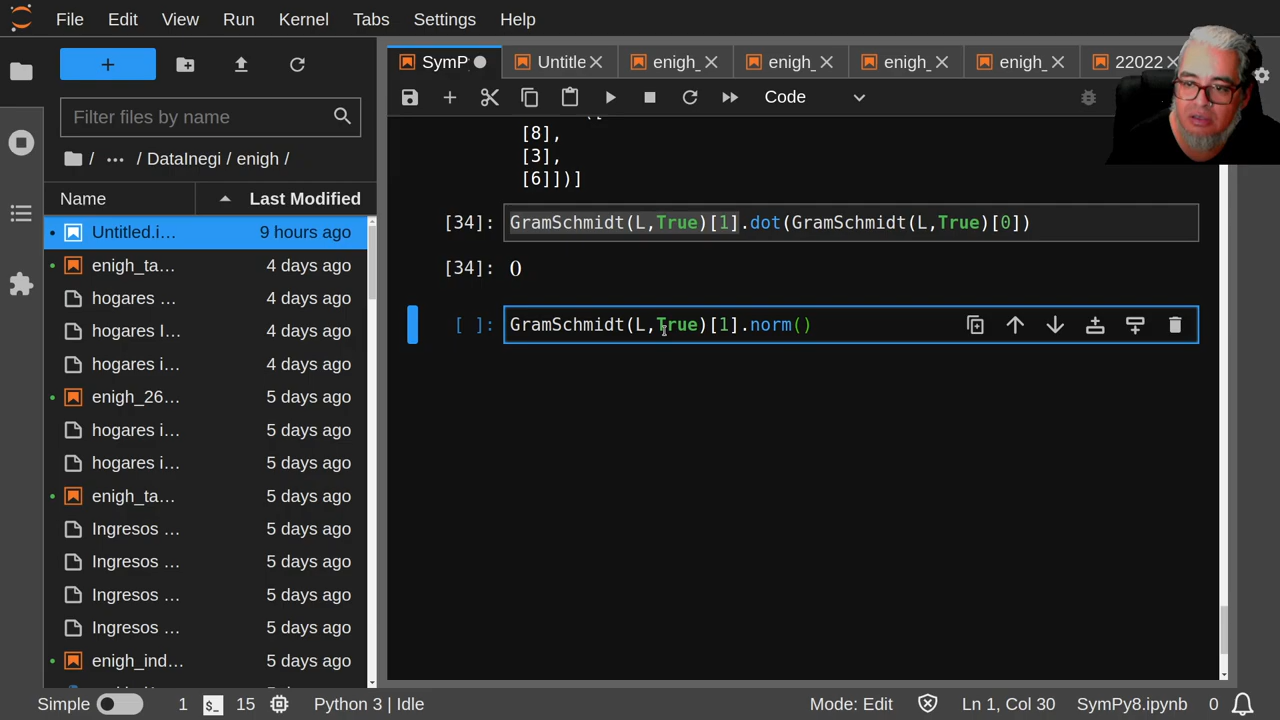 File Edit View Run Kernel Tabs Settings Help
SymP
Untitle
enigh_
enigh_
enigh_
enigh_
22022
+
Code
Filter files by name
/ ··· / DataInegi / enigh /
Name Last Modified
Untitled.i… 9 hours ago
enigh_ta… 4 days ago
hogares … 4 days ago
hogares I… 4 days ago
hogares i… 4 days ago
enigh_26… 5 days ago
hogares i… 5 days ago
hogares i… 5 days ago
enigh_ta… 5 days ago
Ingresos … 5 days ago
Ingresos … 5 days ago
Ingresos … 5 days ago
Ingresos … 5 days ago
enigh_ind… 5 days ago
[8],
[3],
[6]])]
[34]: GramSchmidt(L,True)[1].dot(GramSchmidt(L,True)[0])
[34]: 0
[ ]: GramSchmidt(L,True)[1].norm()
Simple 1 15 Python 3 | Idle Mode: Edit Ln 1, Col 30 SymPy8.ipynb 0